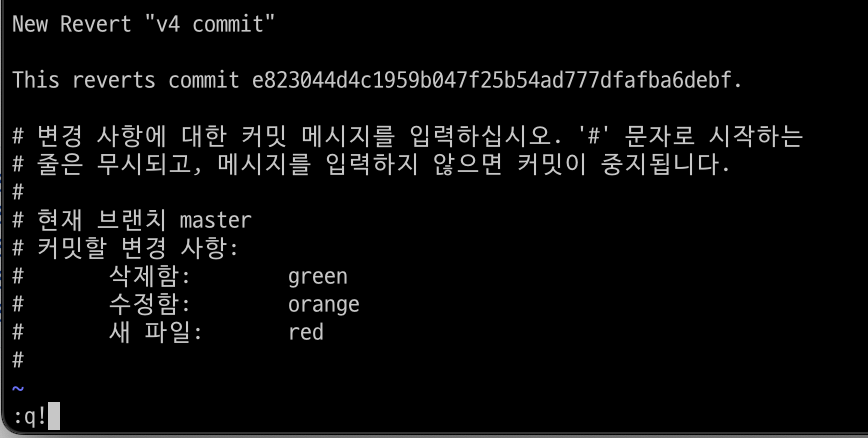 New Revert "v4 commit"
This reverts commit e823044d4c1959b047f25b54ad777dfafba6debf.
# 변경 사항에 대한 커밋 메시지를 입력하십시오. '#' 문자로 시작하는
# 줄은 무시되고, 메시지를 입력하지 않으면 커밋이 중지됩니다.
#
# 현재 브랜치 master
# 커밋할 변경 사항:
# 삭제함: green
# 수정함: orange
# 새 파일: red
#
~
:q!